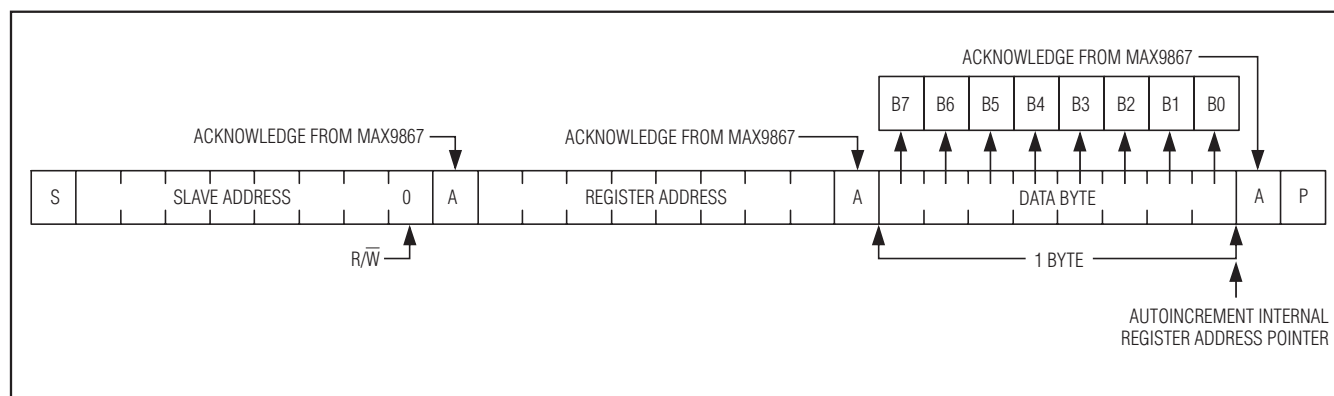 ACKNOWLEDGE FROM MAX9867
B7 B6 B5 B4 B3 B2 B1 B0
ACKNOWLEDGE FROM MAX9867
ACKNOWLEDGE FROM MAX9867
S SLAVE ADDRESS 0 A REGISTER ADDRESS A DATA BYTE A P
R/W̅
1 BYTE
AUTOINCREMENT INTERNAL
REGISTER ADDRESS POINTER